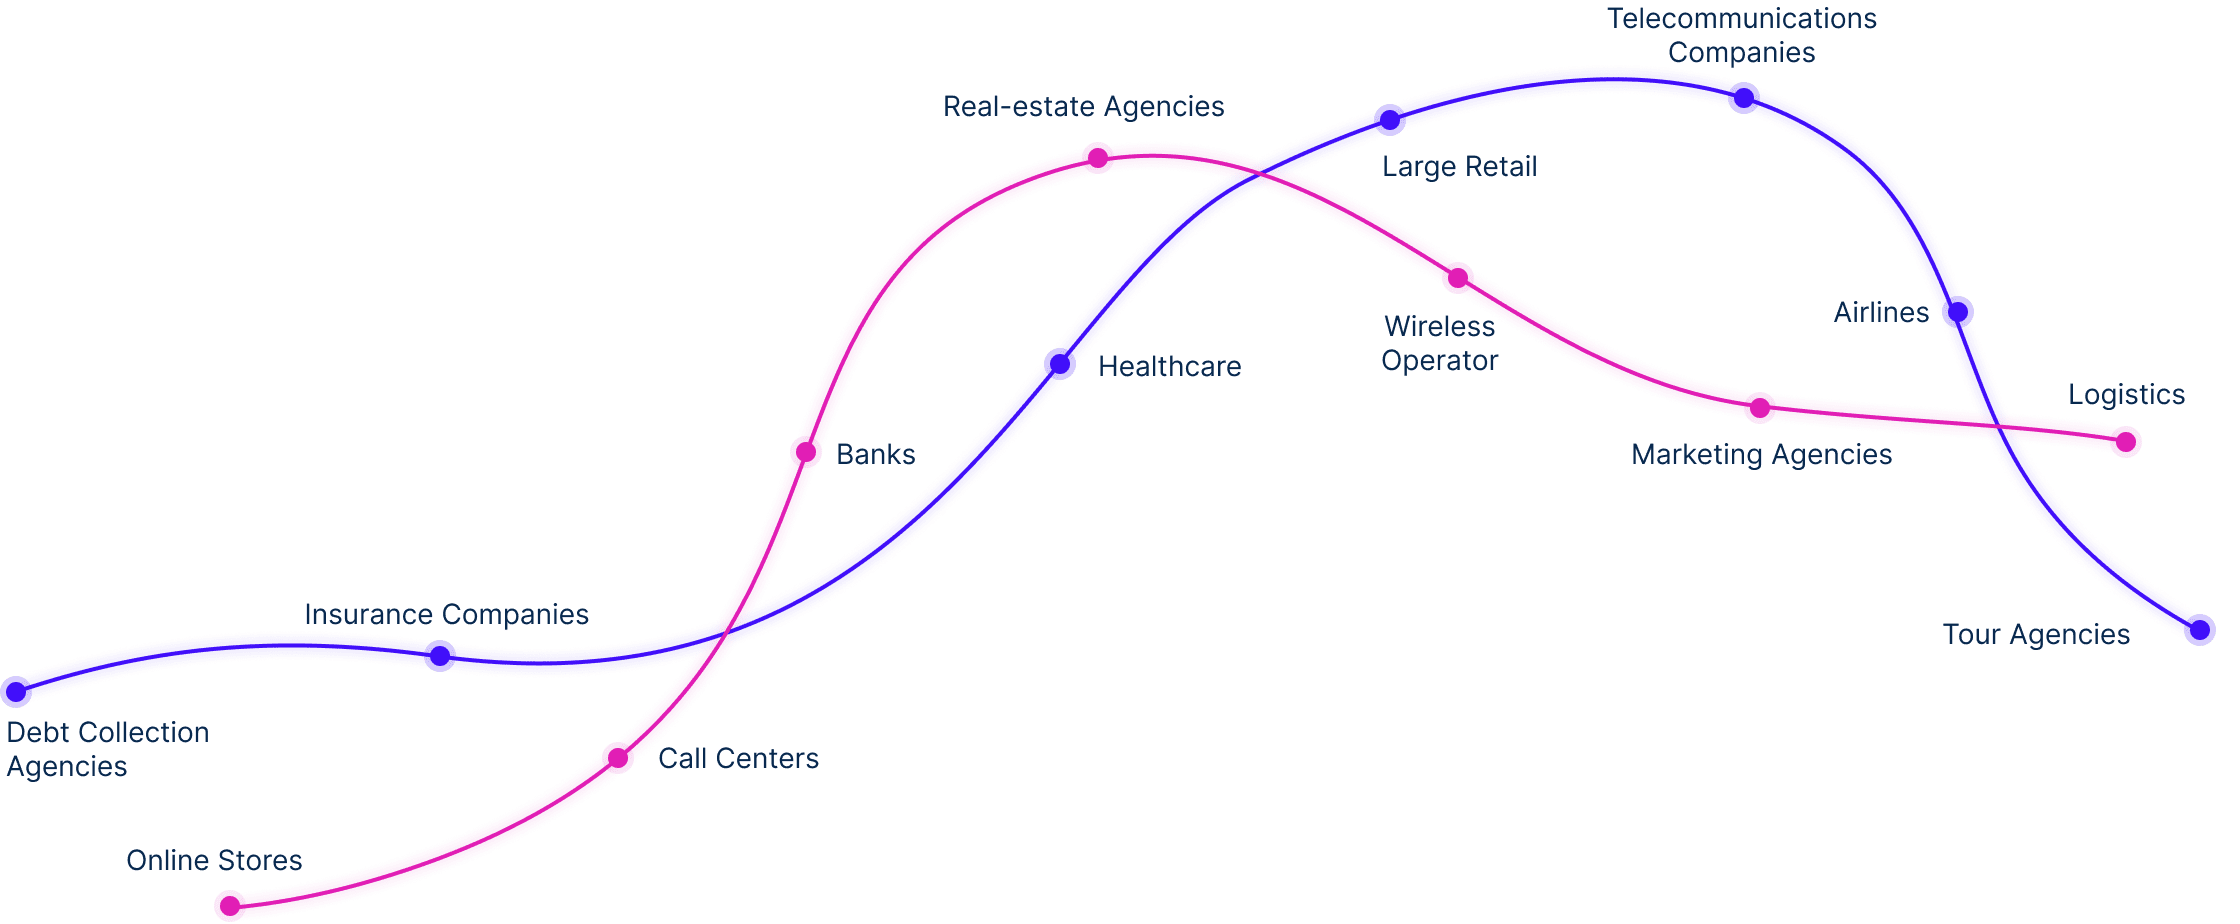 Telecommunications
Companies
Real-estate Agencies
Large Retail
Airlines
Wireless
Operator
Healthcare
Logistics
Banks
Marketing Agencies
Insurance Companies
Tour Agencies
Debt Collection
Agencies
Call Centers
Online Stores